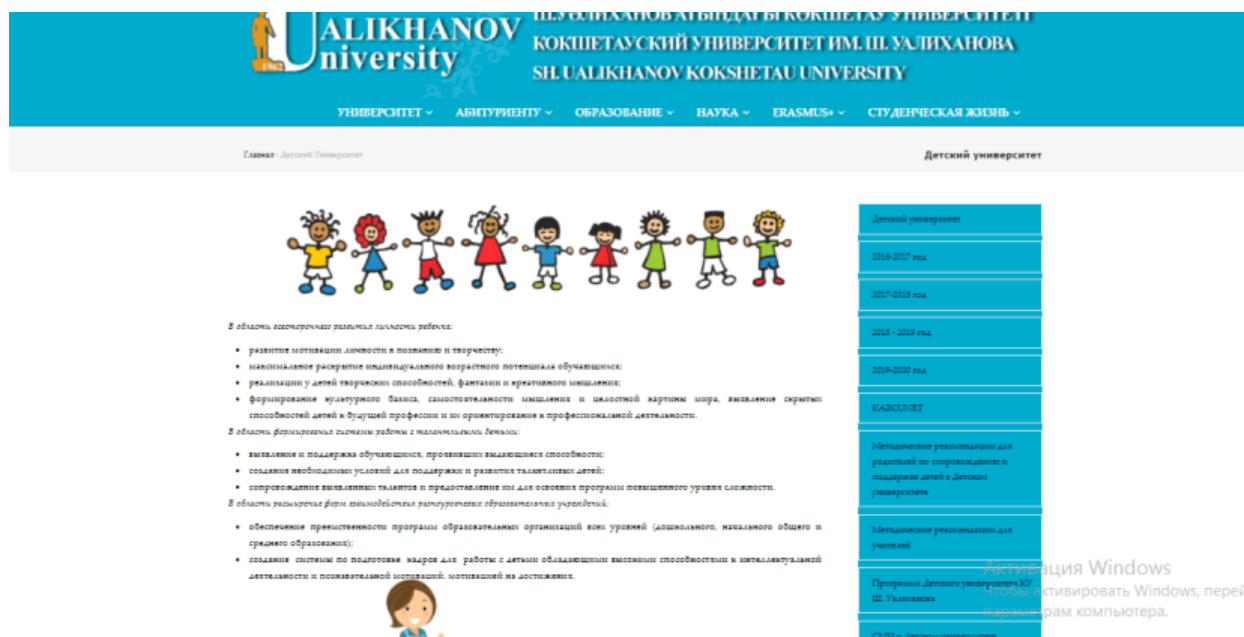 UALIKHANOV
University
1962
Ш.УӘЛИХАНОВ АТЫНДАҒЫ КӨКШЕТАУ УНИВЕРСИТЕТІ
КОКШЕТАУСКИЙ УНИВЕРСИТЕТ ИМ. Ш. УАЛИХАНОВА
SH. UALIKHANOV KOKSHETAU UNIVERSITY
УНИВЕРСИТЕТ АБИТУРИЕНТУ ОБРАЗОВАНИЕ НАУКА ERASMUS+ СТУДЕНЧЕСКАЯ ЖИЗНЬ
Главная · Детский Университет
Детский университет
В области всестороннего развития личность ребенка:
• развитие мотивации личности к познанию и творчеству;
• максимальное раскрытие индивидуального возрастного потенциала обучающихся;
• реализации у детей творческих способностей, фантазии и креативного мышления;
• формирование культурного базиса, самостоятельности мышления и целостной картины мира, выявление скрытых
способностей детей к будущей профессии и их ориентирование к профессиональной деятельности.
В области формирования системы работы с талантливыми детьми:
• выявление и поддержка обучающихся, проявивших выдающиеся способности;
• создание необходимых условий для поддержки и развития талантливых детей;
• сопровождение выявленных талантов и предоставление им для освоения программ повышенного уровня сложности.
В области расширение форм взаимодействия разноуровневых образовательных учреждений:
• обеспечение преемственности программ образовательных организаций всех уровней (дошкольного, начального общего и
среднего образования);
• создание системы по подготовке кадров для работы с детьми обладающими высокими способностями к интеллектуальной
деятельности и познавательной мотиваций, мотивацией на достижения.
Детский университет
2016-2017 год
2017-2018 год
2018 - 2019 год
2019-2020 год
KAZCUNET
Методические рекомендации для
родителей по сопровождению и
поддержке детей в Детском
университете
Методические рекомендации для
учителей
Программа Детского университета КУ
Ш. Уалиханова
СМИ о Детском университете
Активация Windows
Чтобы активировать Windows, перей
параметрам компьютера.